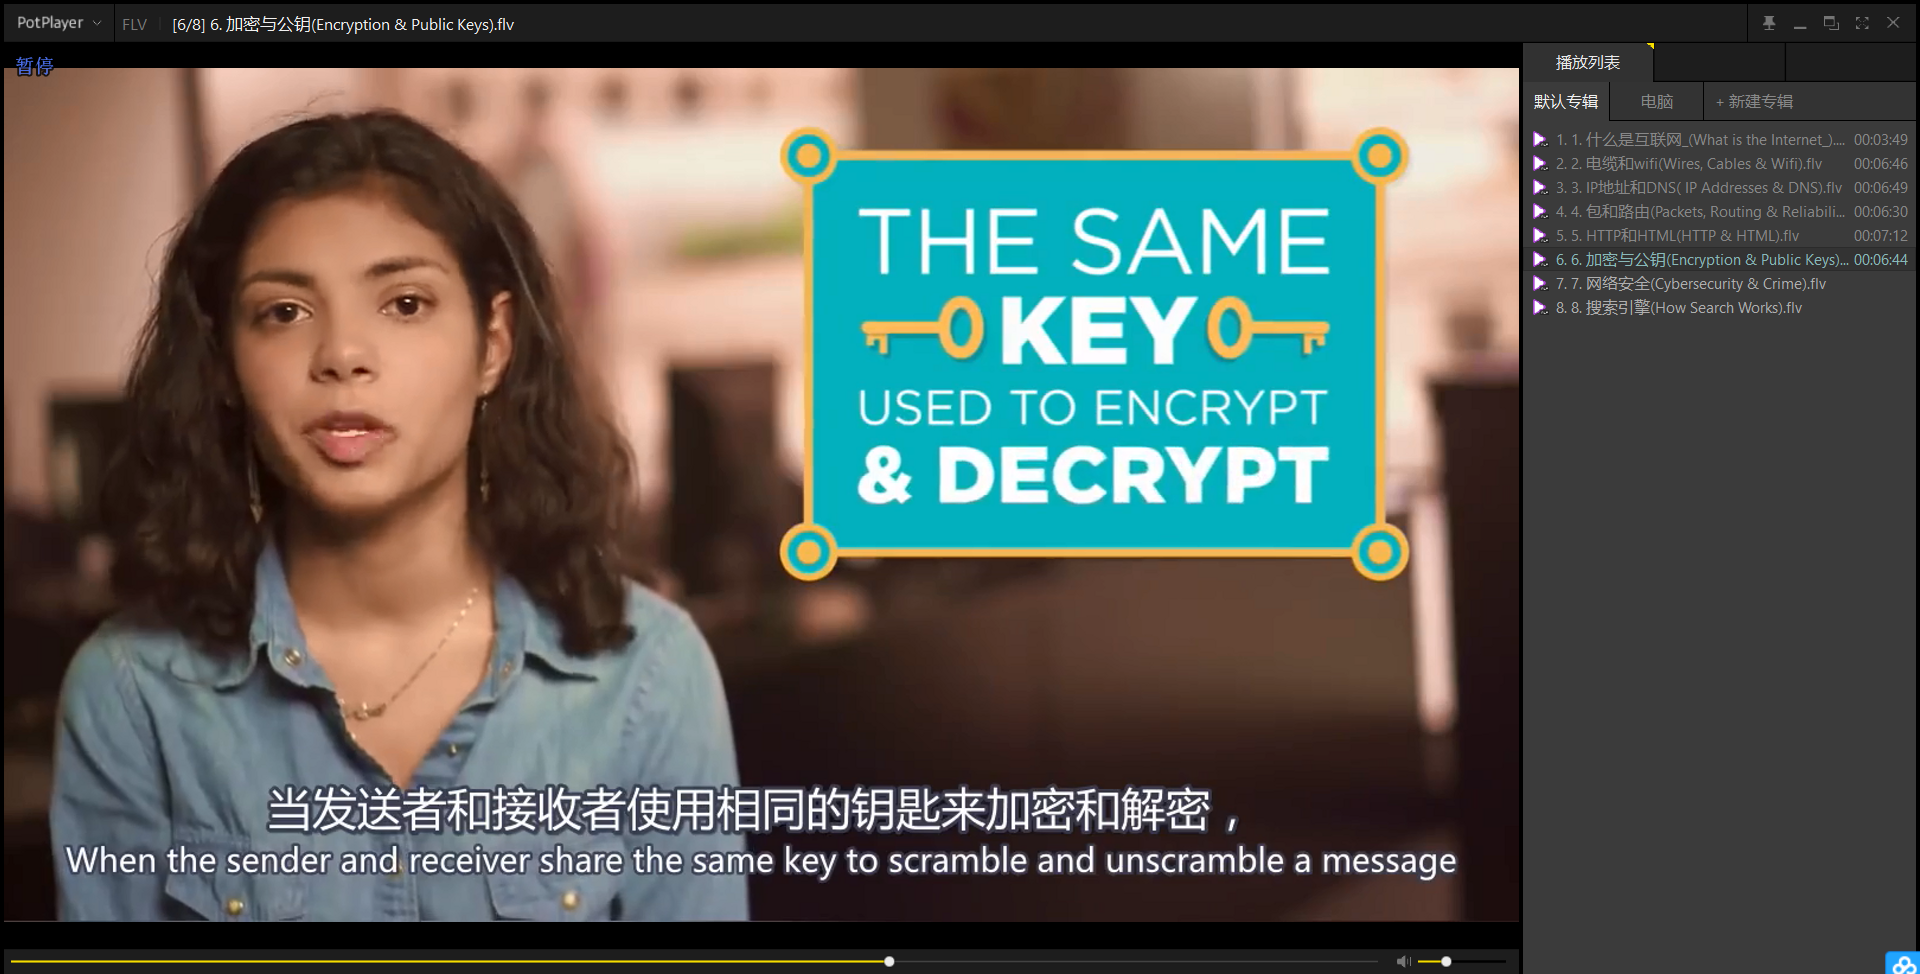 PotPlayer
FLV
[6/8] 6. 加密与公钥(Encryption & Public Keys).flv
暂停
THE SAME
KEY
USED TO ENCRYPT
& DECRYPT
当发送者和接收者使用相同的钥匙来加密和解密，
When the sender and receiver share the same key to scramble and unscramble a message
播放列表
默认专辑 电脑 + 新建专辑
1. 1. 什么是互联网_(What is the Internet_).... 00:03:49
2. 2. 电缆和wifi(Wires, Cables & Wifi).flv 00:06:46
3. 3. IP地址和DNS( IP Addresses & DNS).flv 00:06:49
4. 4. 包和路由(Packets, Routing & Reliabili... 00:06:30
5. 5. HTTP和HTML(HTTP & HTML).flv 00:07:12
6. 6. 加密与公钥(Encryption & Public Keys)... 00:06:44
7. 7. 网络安全(Cybersecurity & Crime).flv
8. 8. 搜索引擎(How Search Works).flv